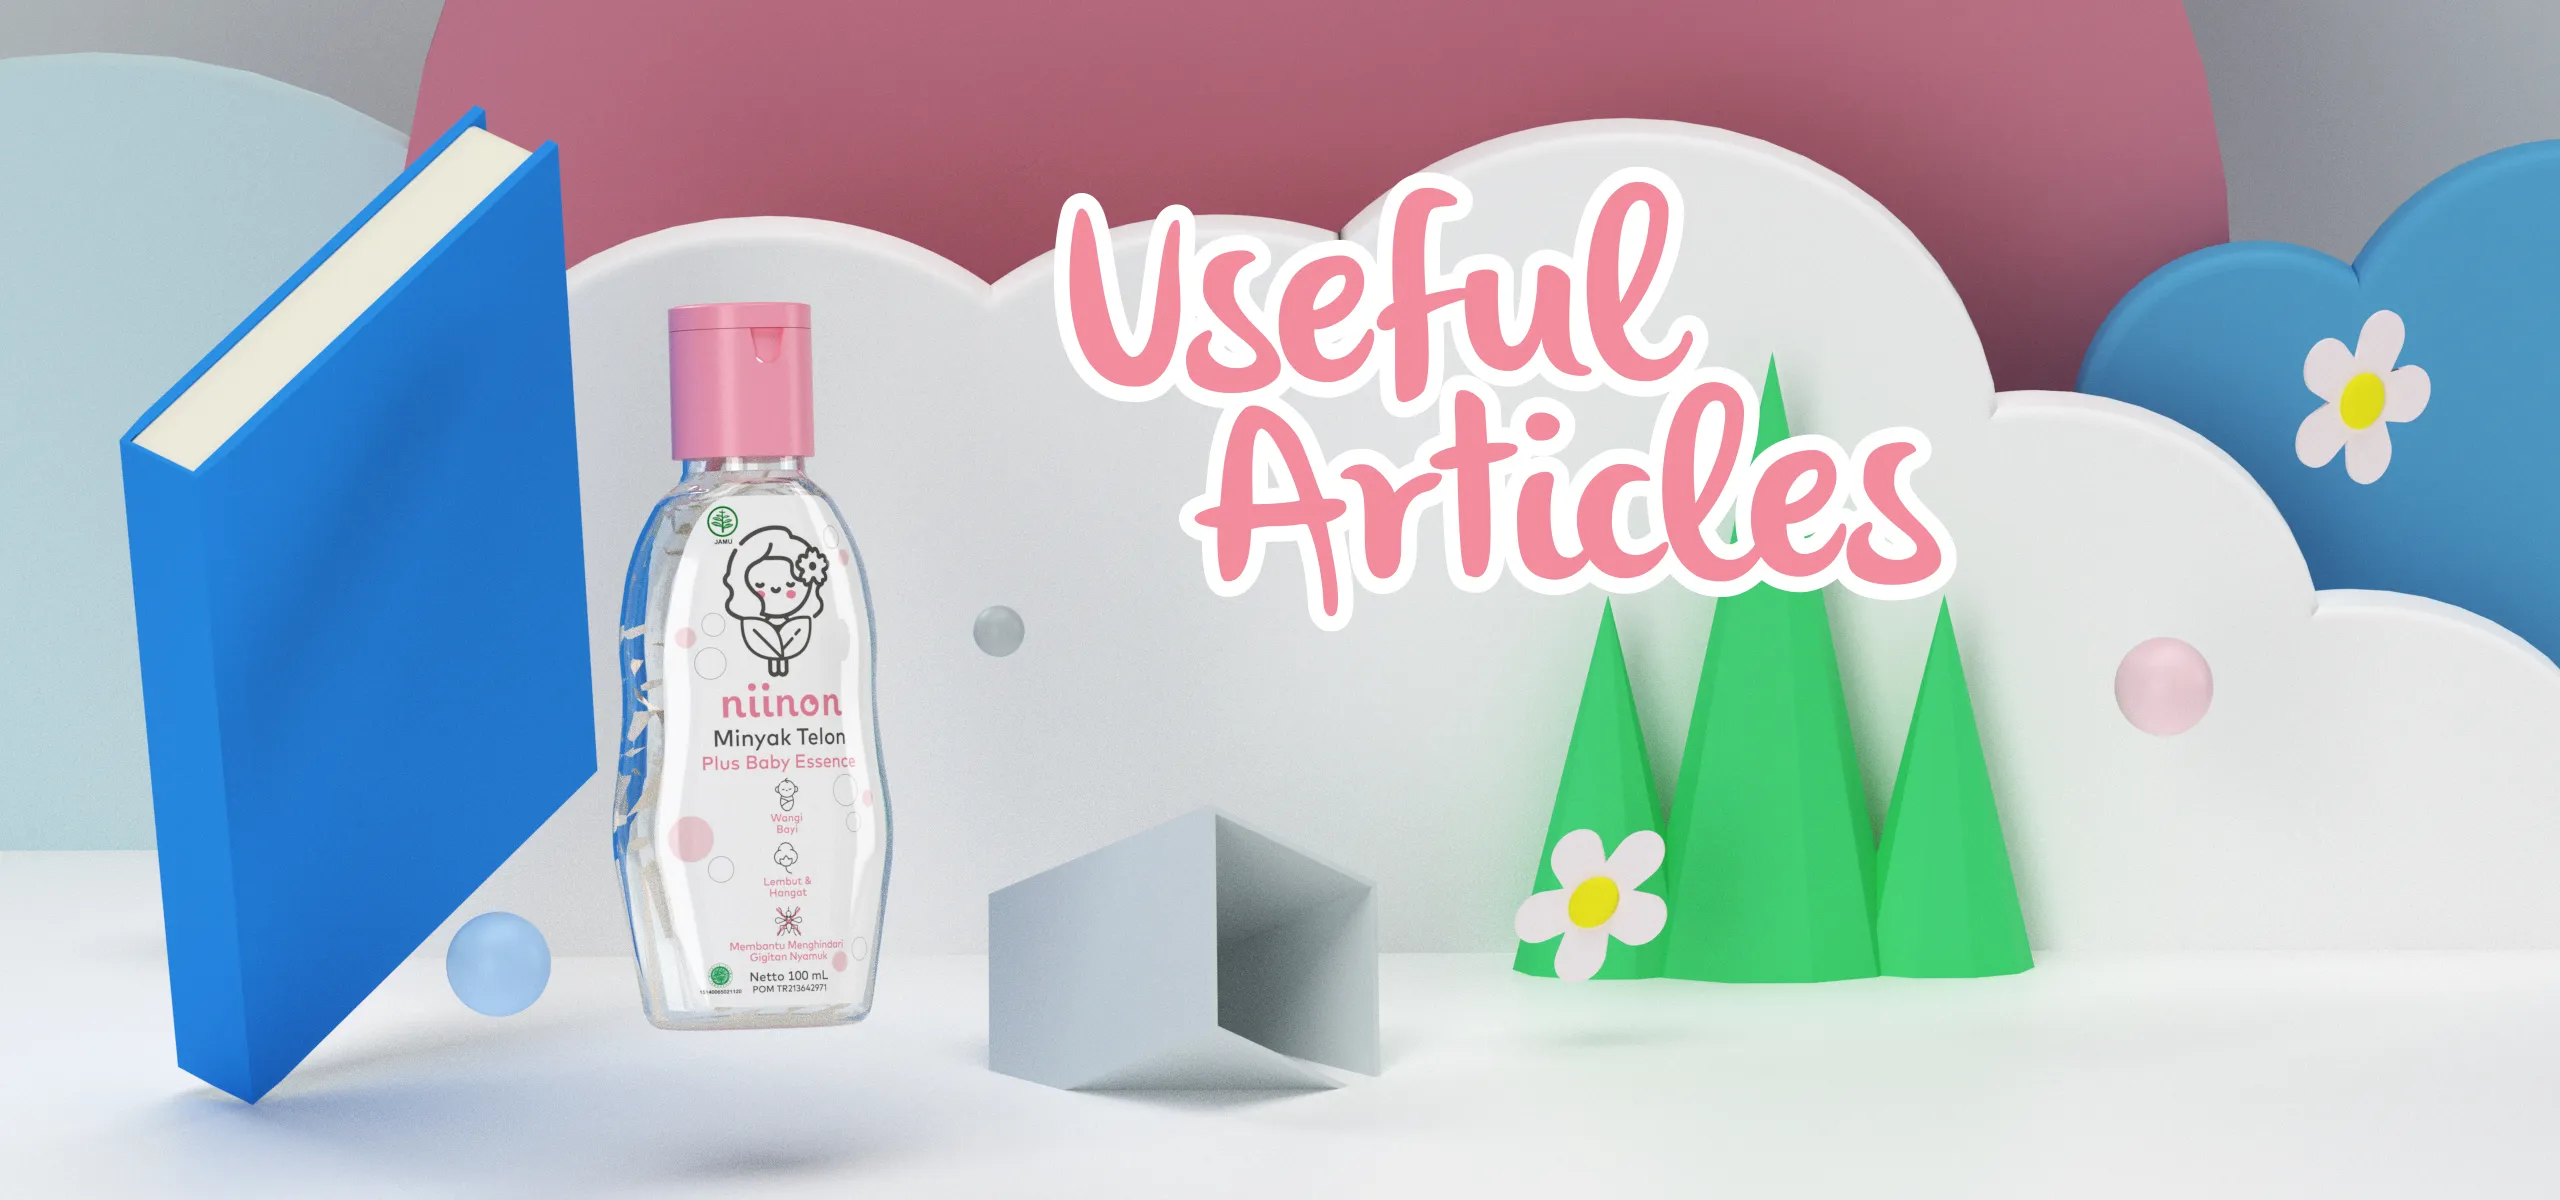 Useful
Articles
JAMU
niinon
Minyak Telon
Plus Baby Essence
Wangi
Bayi
Lembut &
Hangat
Membantu Menghindari
Gigitan Nyamuk
Netto 100 mL
POM TR213642971